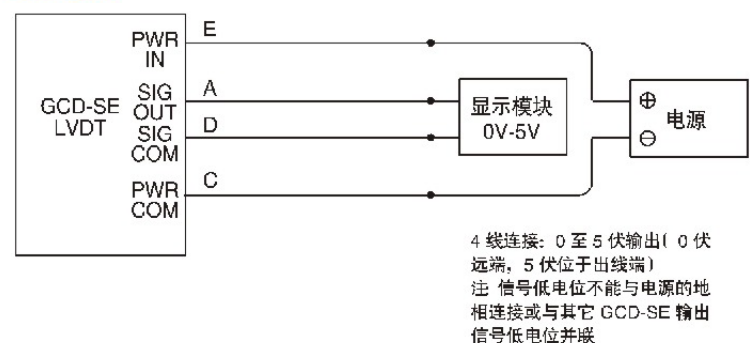 PWR
IN
E
SIG
OUT
A
GCD-SE
LVDT
SIG
COM
D
PWR
COM
C
显示模块
0V-5V
⊕
⊖
电源
4 线连接: 0 至 5 伏输出( 0 伏
远端, 5 伏位于出线端)
注 信号低电位不能与电源的地
相连接或与其它 GCD-SE 输出
信号低电位并联